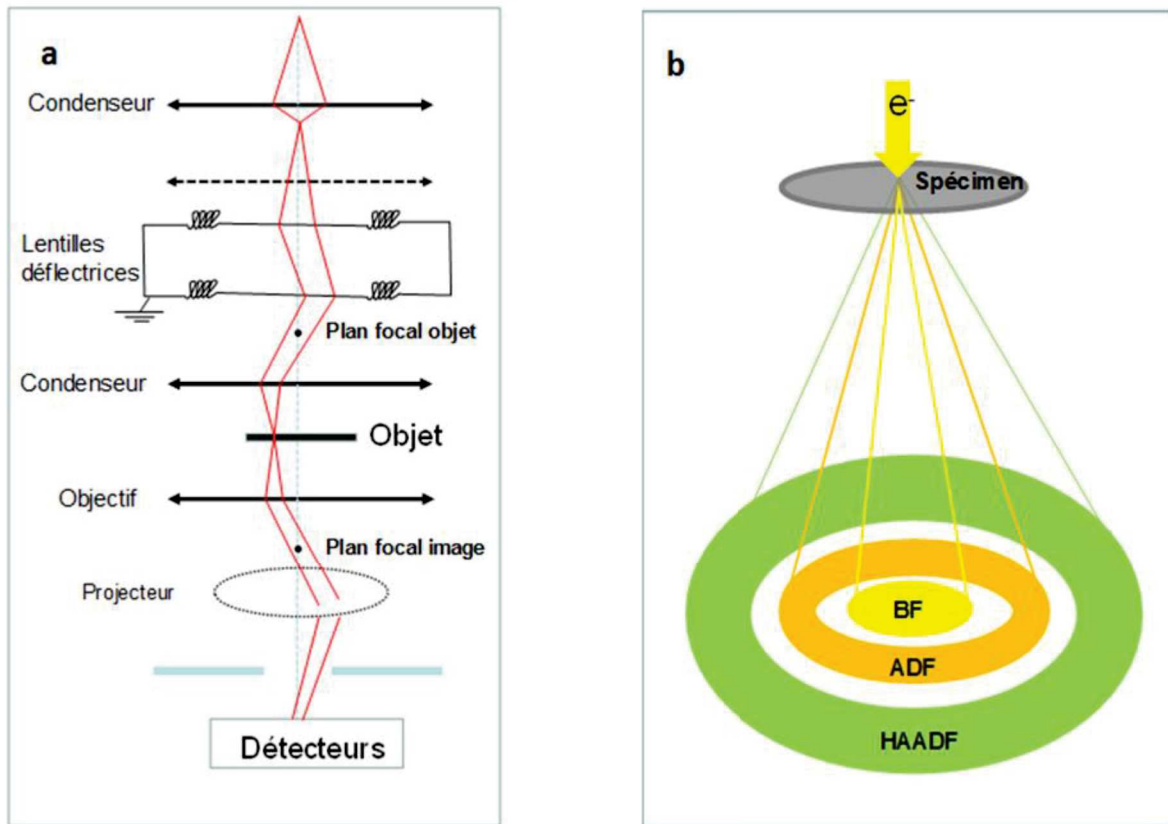 a
Condenseur
Lentilles
déflectrices
Plan focal objet
Condenseur
Objet
Objectif
Plan focal image
Projecteur
Détecteurs
b
e-
Spécimen
BF
ADF
HAADF